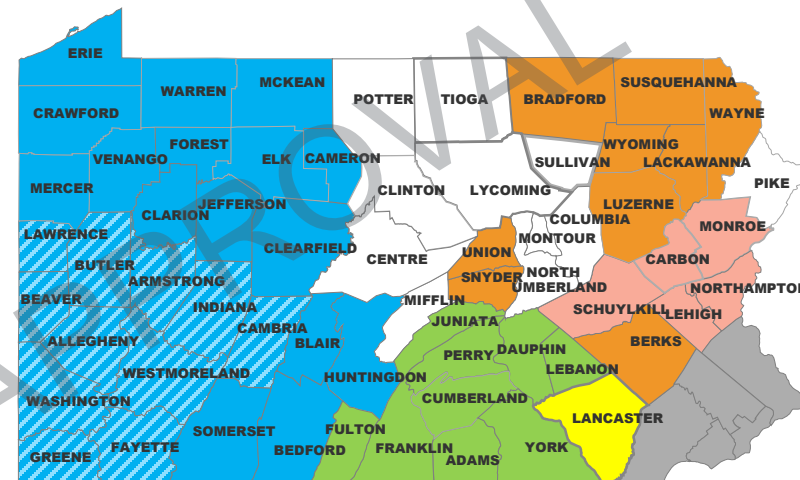 ERIE
WARREN
MCKEAN
POTTER
TIOGA
BRADFORD
SUSQUEHANNA
WAYNE
CRAWFORD
FOREST
VENANGO
ELK
CAMERON
SULLIVAN
WYOMING
LACKAWANNA
PIKE
MERCER
CLINTON
LYCOMING
JEFFERSON
CLARION
LUZERNE
COLUMBIA
MONROE
LAWRENCE
CLEARFIELD
MONTOUR
UNION
CENTRE
CARBON
BUTLER
ARMSTRONG
SNYDER
NORTH
UMBERLAND
NORTHAMPTO
BEAVER
INDIANA
MIFFLIN
SCHUYLKILL
LEHIGH
CAMBRIA
JUNIATA
ALLEGHENY
BLAIR
PERRY
DAUPHIN
BERKS
WESTMORELAND
HUNTINGDON
LEBANON
WASHINGTON
CUMBERLAND
LANCASTER
SOMERSET
FULTON
GREENE
FAYETTE
BEDFORD
FRANKLIN
ADAMS
YORK
APPROVAL